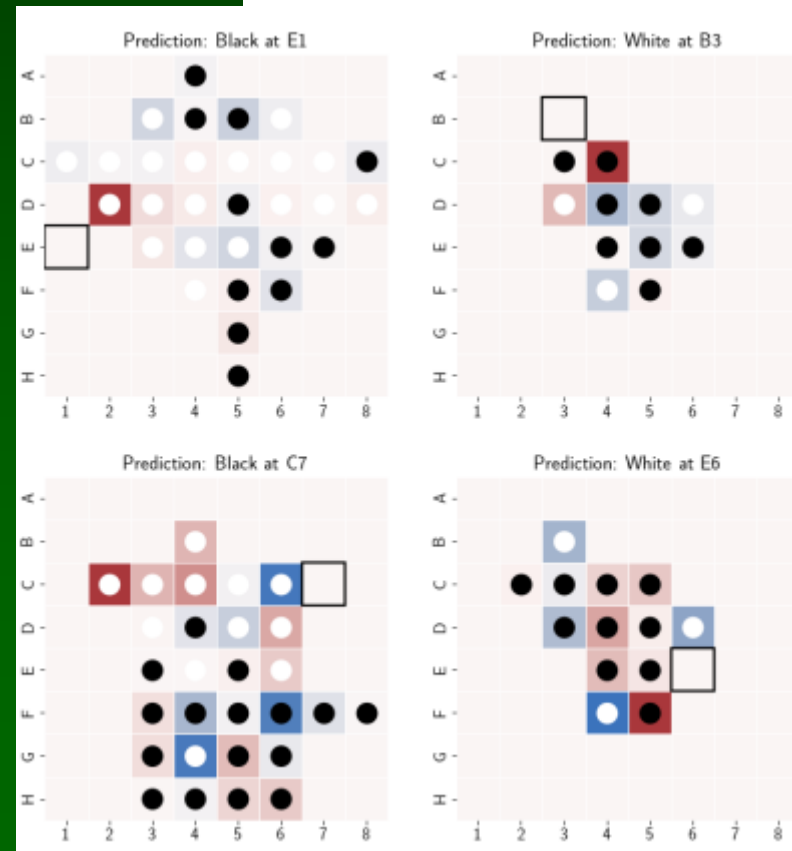 Prediction: Black at E1
A
B
C
D
E
F
G
H
1 2 3 4 5 6 7 8
Prediction: White at B3
A
B
C
D
E
F
G
H
1 2 3 4 5 6 7 8
Prediction: Black at C7
A
B
C
D
E
F
G
H
1 2 3 4 5 6 7 8
Prediction: White at E6
A
B
C
D
E
F
G
H
1 2 3 4 5 6 7 8